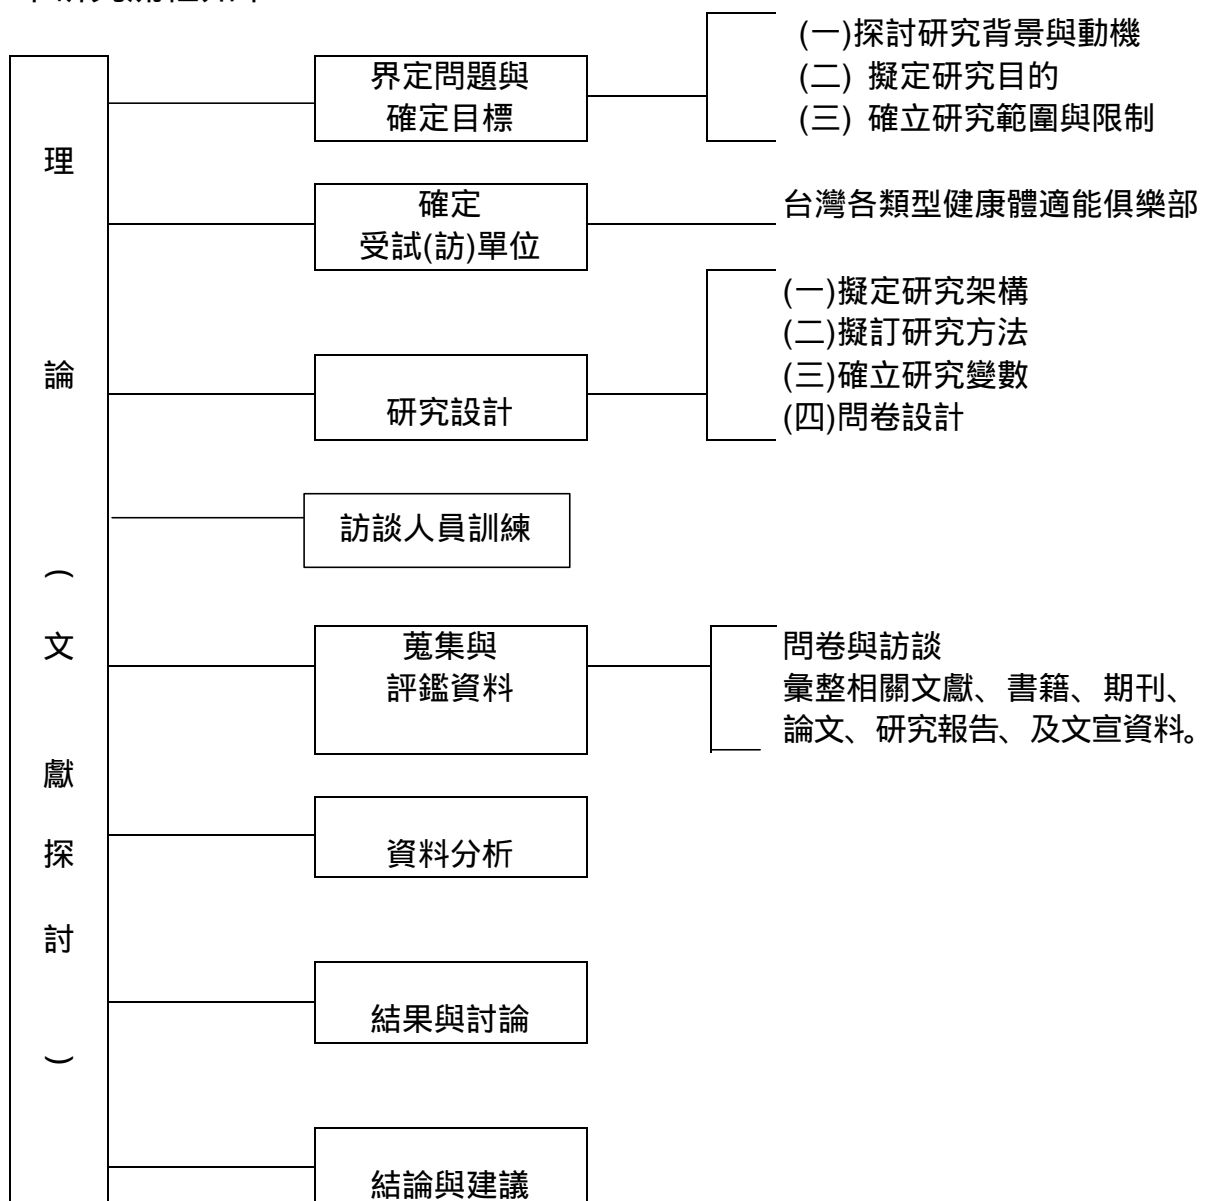 (一)探討研究背景與動機
界定問題與
(二) 擬定研究目的
確定目標
(三) 確立研究範圍與限制
確定
受試(訪)單位
台灣各類型健康體適能俱樂部
(一)擬定研究架構
(二)擬訂研究方法
(三)確立研究變數
(四)問卷設計
研究設計
訪談人員訓練
蒐集與
評鑑資料
問卷與訪談
彙整相關文獻、書籍、期刊、
論文、研究報告、及文宣資料。
資料分析
結果與討論
結論與建議
理
論
(
文
獻
探
討
)